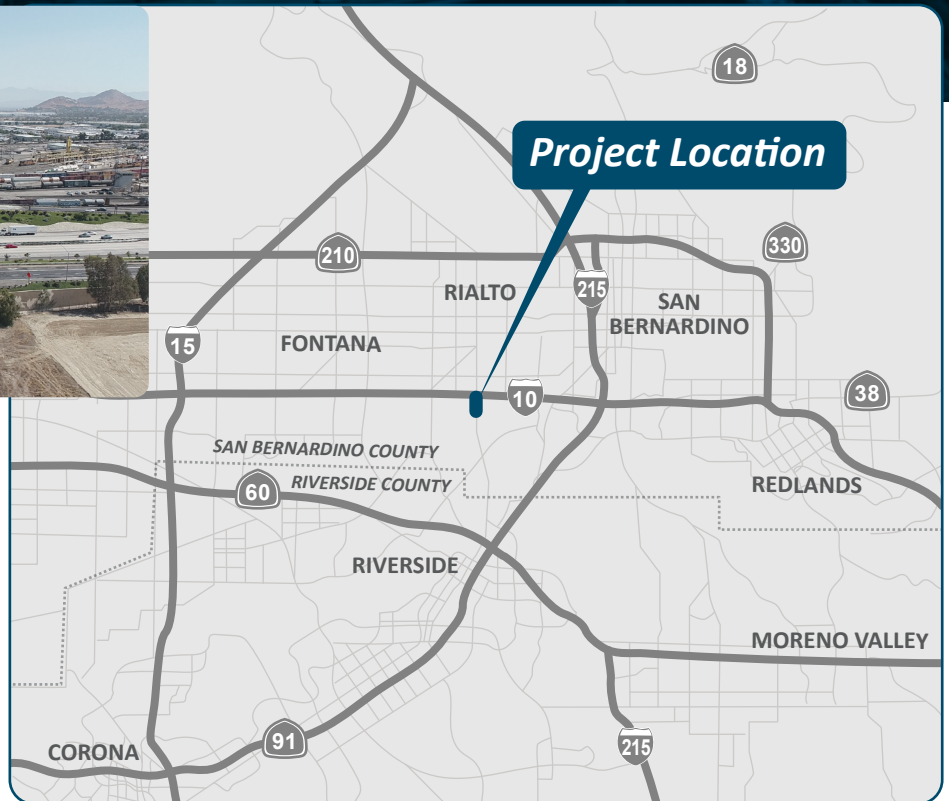 18
Project Location
330
210
RIALTO
215
SAN
BERNARDINO
15
FONTANA
10
38
SAN BERNARDINO COUNTY
RIVERSIDE COUNTY
60
REDLANDS
RIVERSIDE
MORENO VALLEY
91
215
CORONA